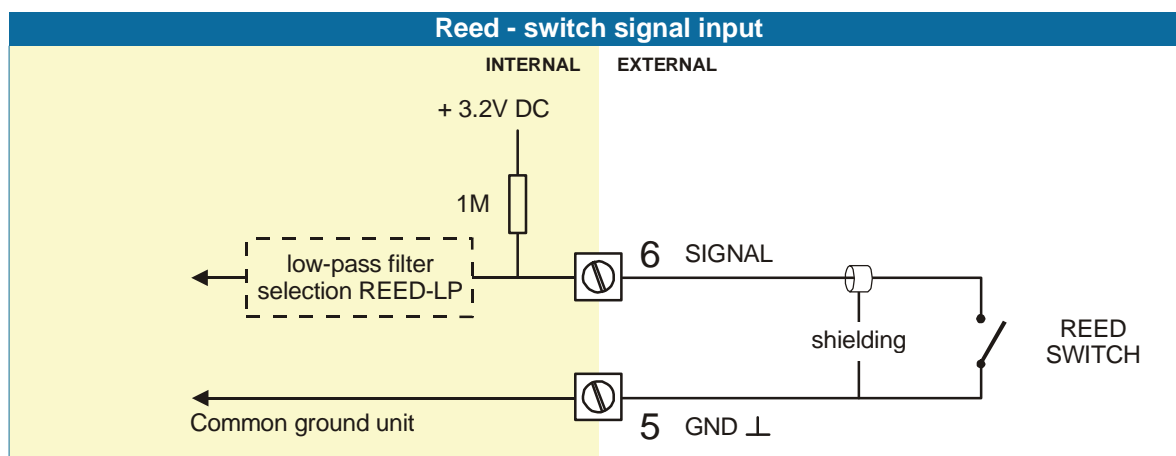 Reed - switch signal input
INTERNAL
EXTERNAL
+ 3.2V DC
1M
6 SIGNAL
low-pass filter
selection REED-LP
shielding
REED
SWITCH
Common ground unit
5 GND ⊥